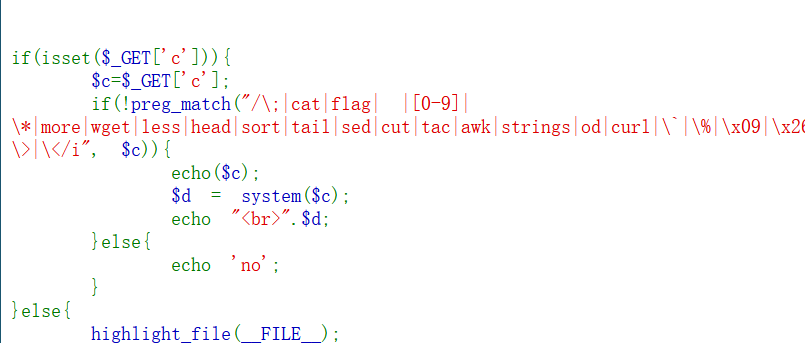 if(isset($_GET['c'])){
$c=$_GET['c'];
if(!preg_match("/\;|cat|flag| |[0-9]|
\*|more|wget|less|head|sort|tail|sed|cut|tac|awk|strings|od|curl|\`|\%|\x09|\x26
\>|\</i", $c)){
echo($c);
$d = system($c);
echo "<br>".$d;
}else{
echo 'no';
}
}else{
highlight_file(__FILE__);